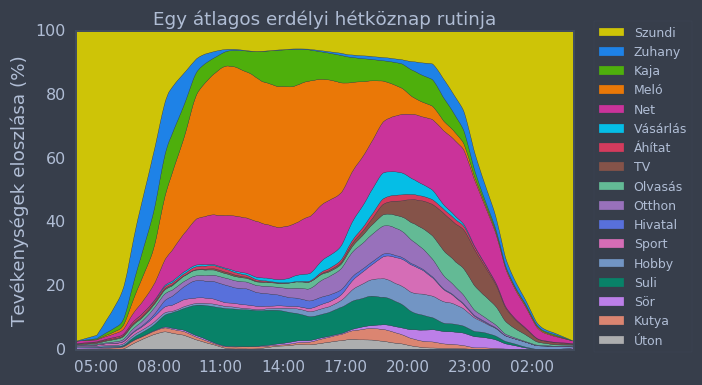 Egy átlagos erdélyi hétköznap rutinja
Tevékenységek eloszlása (%)
100
80
60
40
20
0
05:00 08:00 11:00 14:00 17:00 20:00 23:00 02:00
Szundi
Zuhany
Kaja
Meló
Net
Vásárlás
Áhítat
TV
Olvasás
Otthon
Hivatal
Sport
Hobby
Suli
Sör
Kutya
Úton